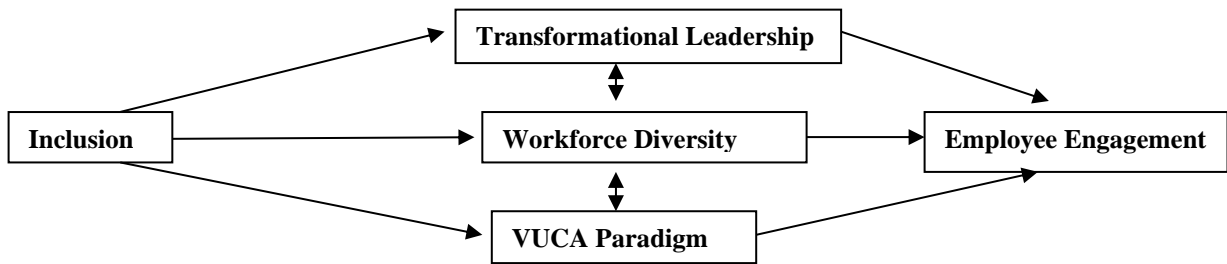 Transformational Leadership
Inclusion
Workforce Diversity
Employee Engagement
VUCA Paradigm